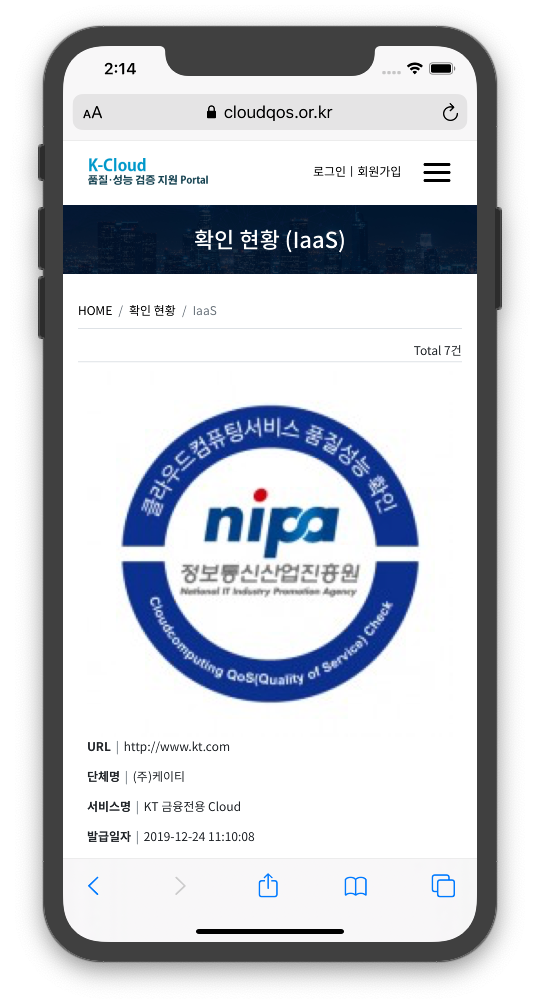 2:14
AA cloudqos.or.kr
K-Cloud
품질·성능 검증 지원 Portal
로그인 | 회원가입
확인 현황 (IaaS)
HOME / 확인 현황 / IaaS
Total 7건
클라우드컴퓨팅서비스 품질성능 확인
nipa
정보통신산업진흥원
National IT Industry Promotion Agency
Cloudcomputing QoS(Quality of Service) Check
URL | http://www.kt.com
단체명 | (주)케이티
서비스명 | KT 금융전용 Cloud
발급일자 | 2019-12-24 11:10:08